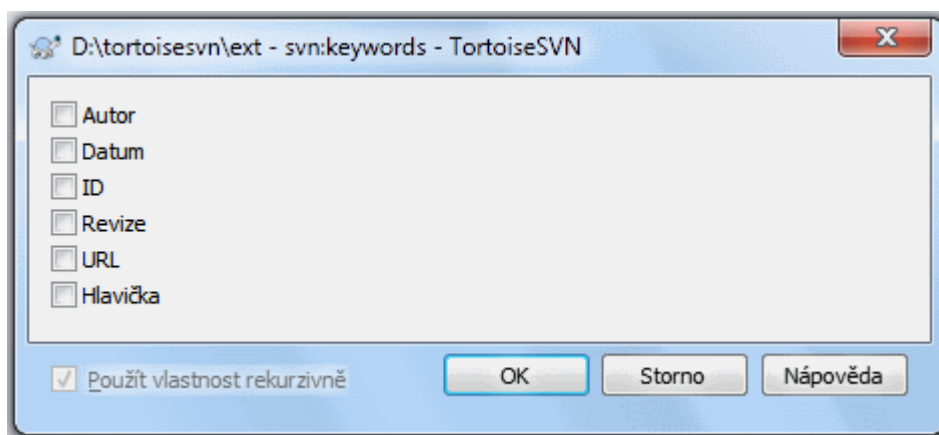 D:\tortoisesvn\ext - svn:keywords - TortoiseSVN
Autor
Datum
ID
Revize
URL
Hlavička
Použít vlastnost rekurzivně
OK
Storno
Nápověda